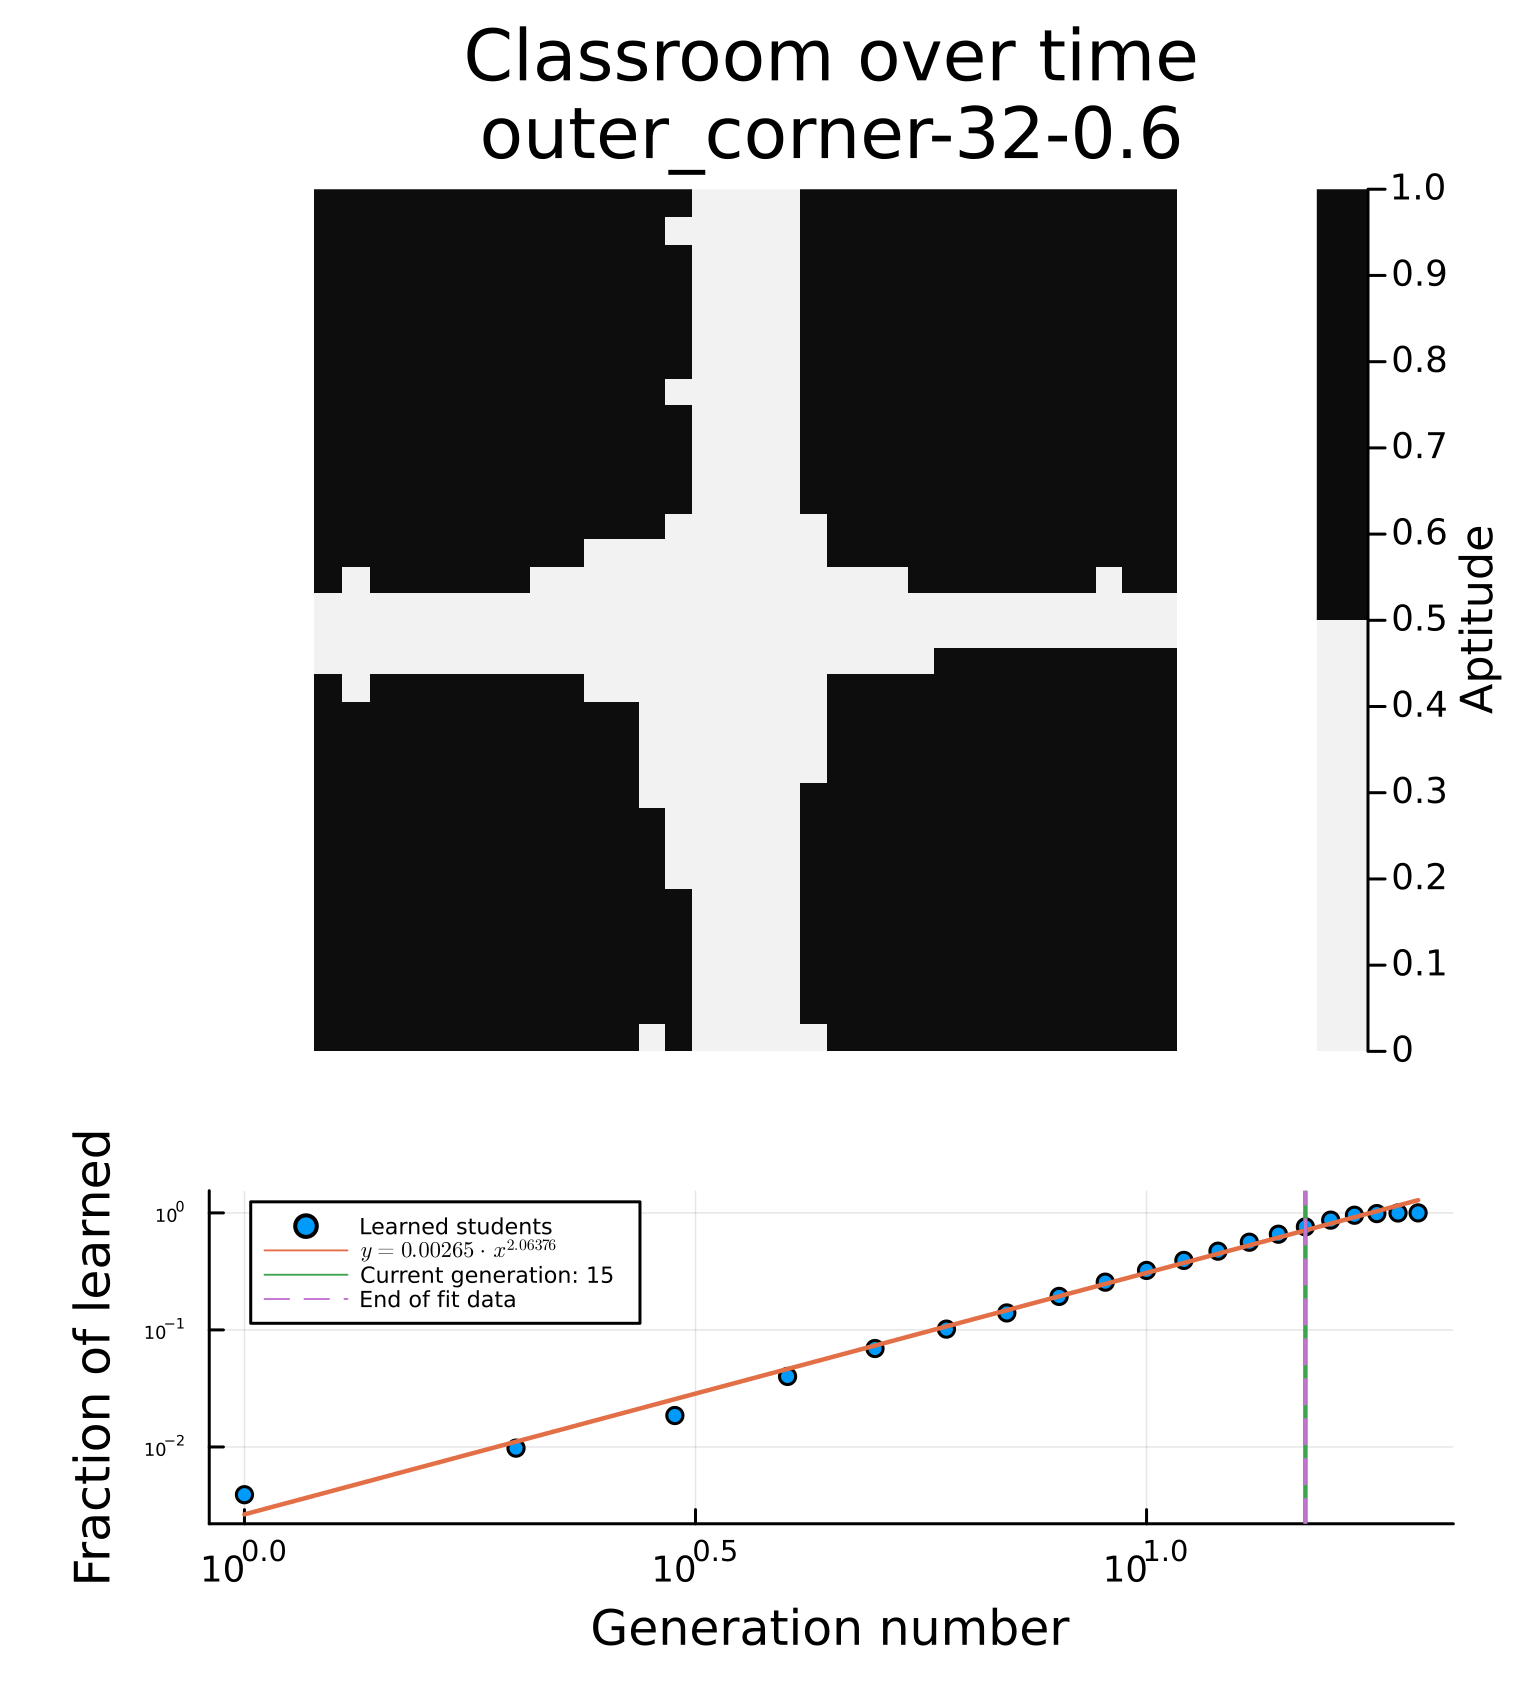 Classroom over time
outer_corner-32-0.6
1.0
0.9
0.8
0.7
0.6
0.5
0.4
0.3
0.2
0.1
0
Aptitude
Fraction of learned
10⁰
10⁻¹
10⁻²
Learned students
y = 0.00265 · x^{2.06376}
Current generation: 15
End of fit data
10^{0.0}
10^{0.5}
10^{1.0}
Generation number